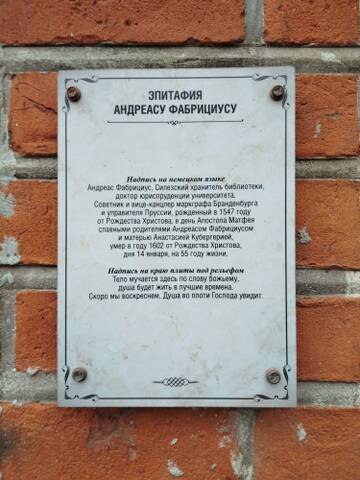 ЭПИТАФИЯ
АНДРЕАСУ ФАБРИЦИУСУ
Надпись на немецком языке
Андреас Фабрициус, Силезский хранитель библиотеки,
доктор юриспруденции университета,
Советник и вице-канцлер маркграфа Бранденбурга
и управителя Пруссии, рожденный в 1547 году
от Рождества Христова, в день Апостола Матфея
славными родителями Андреасом Фабрициусом
и матерью Анастасией Кубергерией,
умер в году 1602 от Рождества Христова,
дня 14 января, на 55 году жизни.
Надпись на краю плиты под рельефом
Тело мучается здесь по слову божьему,
душа будет жить в лучшие времена.
Скоро мы воскреснем, Душа во плоти Господа увидит.